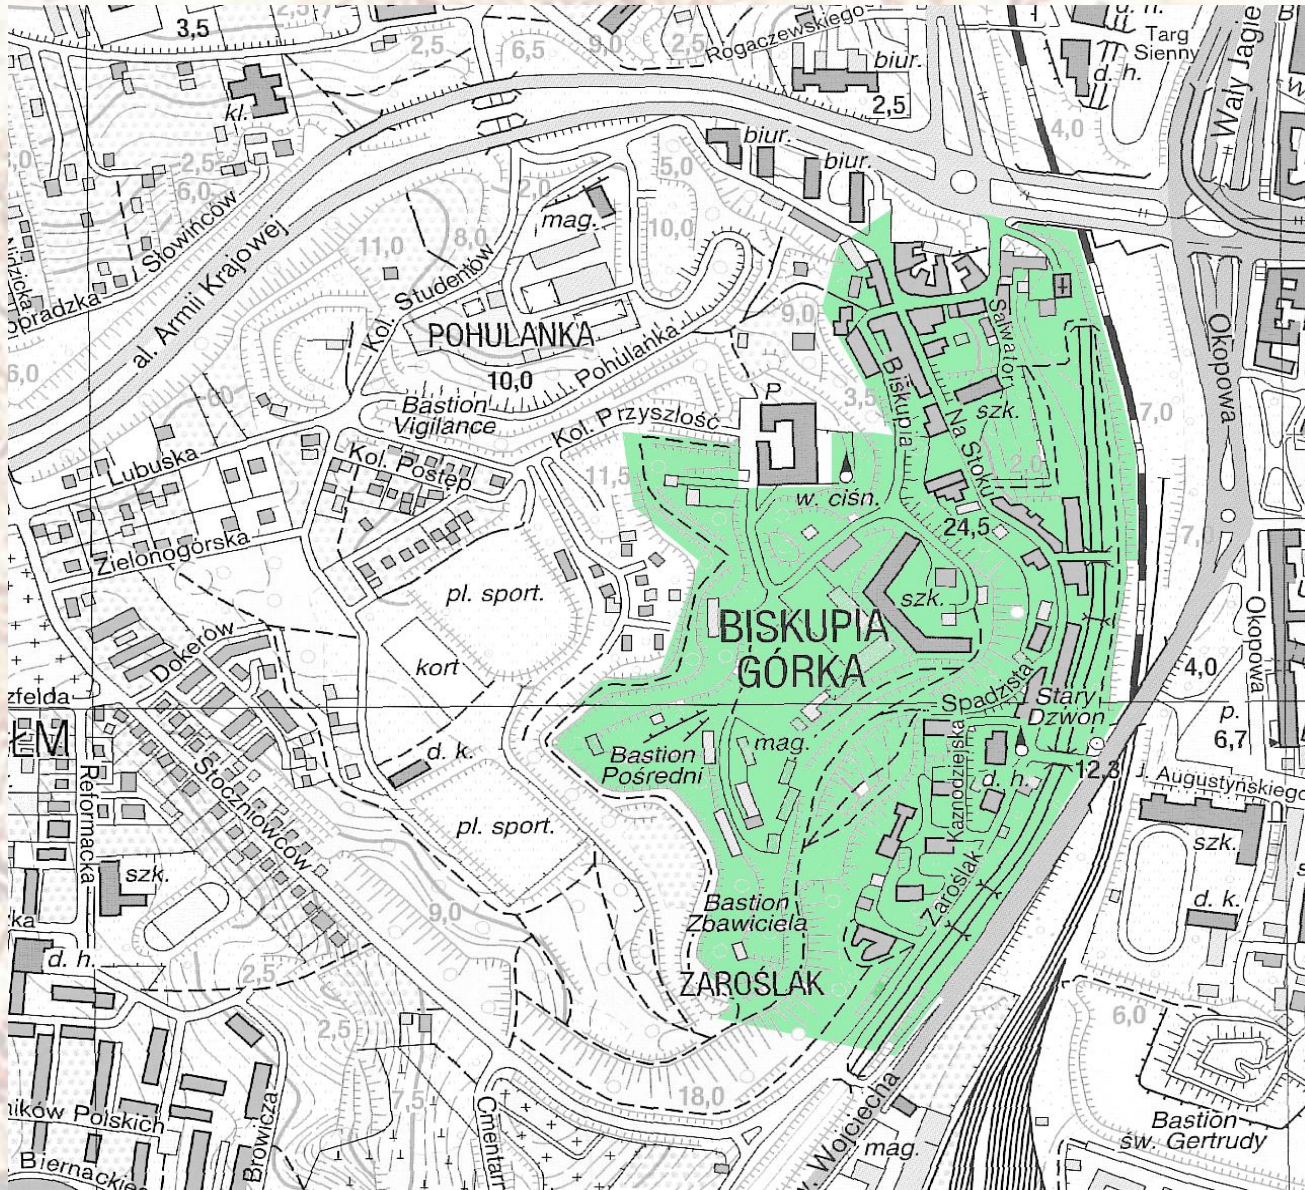 3,5
2,5
2,5
6,5
9,0
2,5
Rogaczewskiego
d. h.
Targ
Sienny
d. h.
Wały Jagie
biur.
2,5
kl.
4,0
biur.
biur.
2,5
6,0
5,0
2,0
mag.
Słowińców
11,0
8,0
10,0
al. Armii Krajowej
Kol. Studentów
opradzka
POHULANKA
9,0
Salwator
Okopowa
6,0
10,0
Pohulanka
Biskupia
P
3,5
Bastion
Vigilance
Kol. Przyszłość
Na Stoku
szk.
7,0
Lubuska
Kol. Postęp
11,5
w. ciśn.
2,0
24,5
7,0
Zielonogórska
pl. sport.
szk.
BISKUPIA
GÓRKA
Okopowa
Dokerów
kort
4,0
zfelda
Spadzista
Stary
Dzwon
p.
6,7
ŁM
d. k.
Bastion
Pośredni
mag.
Kaznodziejska
d. h.
12,3
Augustyńskiego
Reformacka
Stoczniowców
pl. sport.
szk.
szk.
Zaroślak
d. k.
9,0
Bastion
Zbawiciela
ka
d. h.
2,5
ZAROŚLAK
2,5
6,0
7,5
18,0
ików Polskich
Browicza
Cmentarn
Wojciecha
mag.
Bastion
św. Gertrudy
Biernackie